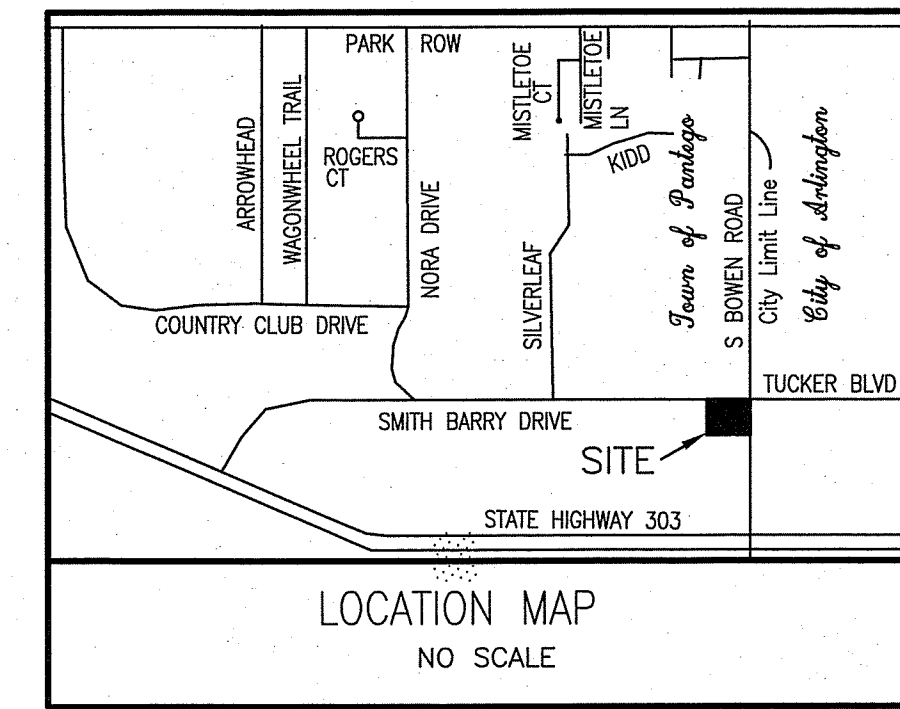 PARK ROW
MISTLETOE
CT
MISTLETOE
LN
ARROWHEAD
WAGONWHEEL TRAIL
ROGERS
CT
KIDD
NORA DRIVE
SILVERLEAF
Town of Pantego
S BOWEN ROAD
City Limit Line
City of Arlington
COUNTRY CLUB DRIVE
TUCKER BLVD
SMITH BARRY DRIVE
SITE
STATE HIGHWAY 303
LOCATION MAP
NO SCALE